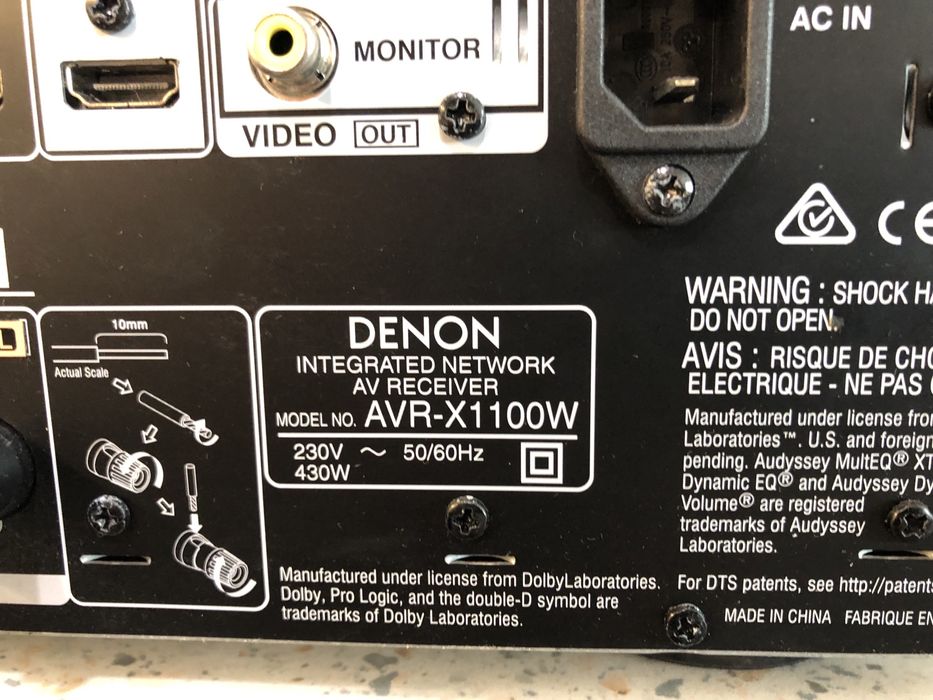 AC IN
MONITOR
VIDEO OUT
10mm
Actual Scale
DENON
INTEGRATED NETWORK
AV RECEIVER
MODEL NO. AVR-X1100W
230V ～ 50/60Hz
430W
CE
WARNING : SHOCK
DO NOT OPEN.
AVIS : RISQUE DE
ELECTRIQUE - NE PAS
Manufactured under license
Laboratories™. U.S. and foreign
pending. Audyssey MultEQ® XT
Dynamic EQ® and Audyssey
Volume® are registered
trademarks of Audyssey
Laboratories.
Manufactured under license from DolbyLaboratories.
Dolby, Pro Logic, and the double-D symbol are
trademarks of Dolby Laboratories.
For DTS patents, see http://patents
MADE IN CHINA FABRIQUE EN